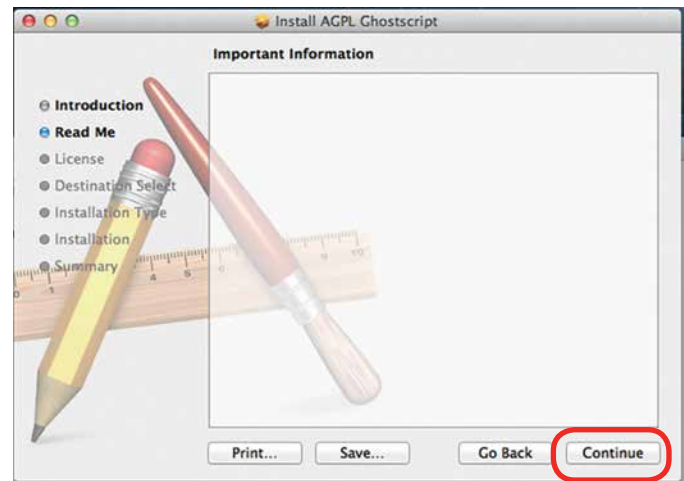 Install AGPL Ghostscript
Important Information
Introduction
Read Me
License
Destination Select
Installation Type
Installation
Summary
Print...
Save...
Go Back
Continue